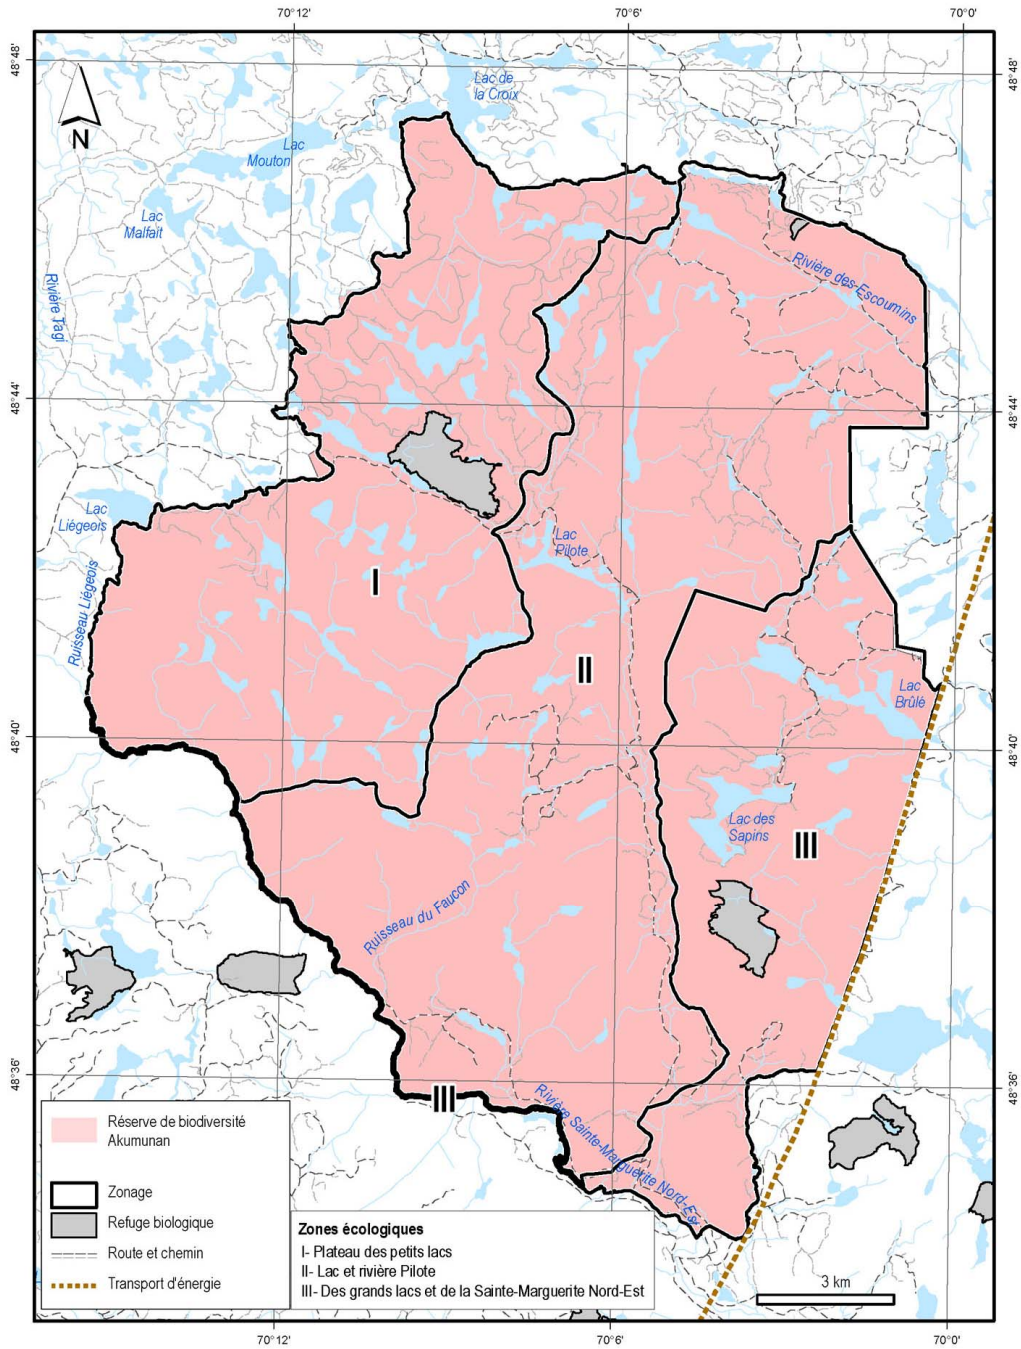 70°12'
70°6'
70°0'
48°48'
48°48'
N
Lac de
la Croix
Lac
Mouton
Lac
Malfait
Rivière Tagi
Rivière des Escoumins
48°44'
48°44'
Lac
Liégeois
Ruisseau Liégeois
Lac
Pilote
I
II
Lac
Brûlé
48°40'
48°40'
Lac des
Sapins
III
Ruisseau du Faucon
48°36'
48°36'
III
Rivière Sainte-Marguerite Nord-Es
Réserve de biodiversité
Akumunan
Zonage
Refuge biologique
Route et chemin
Transport d'énergie
Zones écologiques
I- Plateau des petits lacs
II- Lac et rivière Pilote
III- Des grands lacs et de la Sainte-Marguerite Nord-Est
3 km
70°12'
70°6'
70°0'